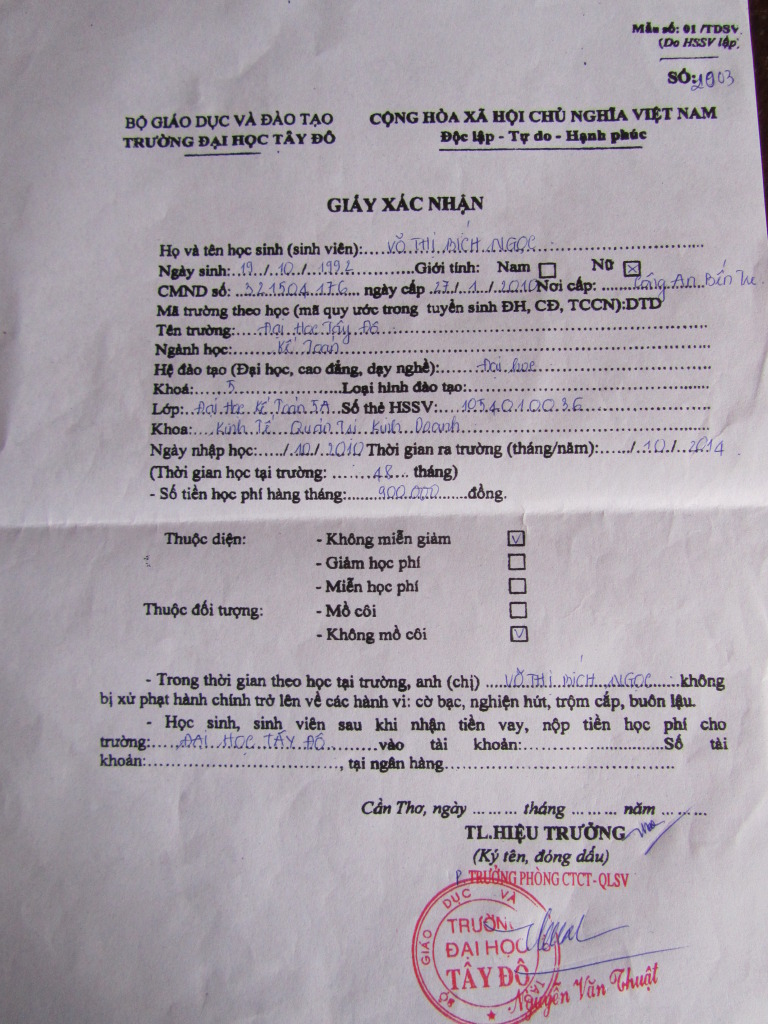 Mẫu số: 01 /TDSV
(Do HSSV lập)
SỐ: 2003
BỘ GIÁO DỤC VÀ ĐÀO TẠO
TRƯỜNG ĐẠI HỌC TÂY ĐÔ
CỘNG HÒA XÃ HỘI CHỦ NGHĨA VIỆT NAM
Độc lập - Tự do - Hạnh phúc
GIẤY XÁC NHẬN
Họ và tên học sinh (sinh viên):....VÕ THỊ BÍCH NGỌC...................
Ngày sinh:..19../10../1992..............Giới tính: Nam ☐ Nữ ☒
CMND số: ..321504176... ngày cấp ..27../..1../..2010 Nơi cấp: .......Công An Bến Tre
Mã trường theo học (mã quy ước trong tuyển sinh ĐH, CĐ, TCCN):DTD
Tên trường:....Đại Học Tây Đô...................
Ngành học:........Kế Toán...................
Hệ đào tạo (Đại học, cao đẳng, dạy nghề):.......Đại học...................
Khoá:......5...................Loại hình đào tạo:...................
Lớp:..Đại Học Kế Toán 5A..Số thẻ HSSV:....1054010036...................
Khoa:....Kinh Tế Quản Trị Kinh Doanh...................
Ngày nhập học:...../.10./.2010 Thời gian ra trường (tháng/năm):...../.10./..2014
(Thời gian học tại trường: .......48... tháng)
- Số tiền học phí hàng tháng:......900.000.......đồng.
Thuộc diện: - Không miễn giảm ☑
- Giảm học phí ☐
- Miễn học phí ☐
Thuộc đối tượng: - Mồ côi ☐
- Không mồ côi ☑
- Trong thời gian theo học tại trường, anh (chị) ....VÕ THỊ BÍCH NGỌC......không
bị xử phạt hành chính trở lên về các hành vi: cờ bạc, nghiện hút, trộm cắp, buôn lậu.
- Học sinh, sinh viên sau khi nhận tiền vay, nộp tiền học phí cho
trường:.....ĐẠI HỌC TÂY ĐÔ.........vào tài khoản:...................Số tài
khoản:..............................., tại ngân hàng...................................
Cần Thơ, ngày ......... tháng ......... năm .........
TL.HIỆU TRƯỞNG
(Ký tên, đóng dấu)
P. TRƯỞNG PHÒNG CTCT-QLSV
BỘ GIÁO DỤC VÀ
TRƯỜNG
ĐẠI HỌC
TÂY ĐÔ
Nguyễn Văn Thuật